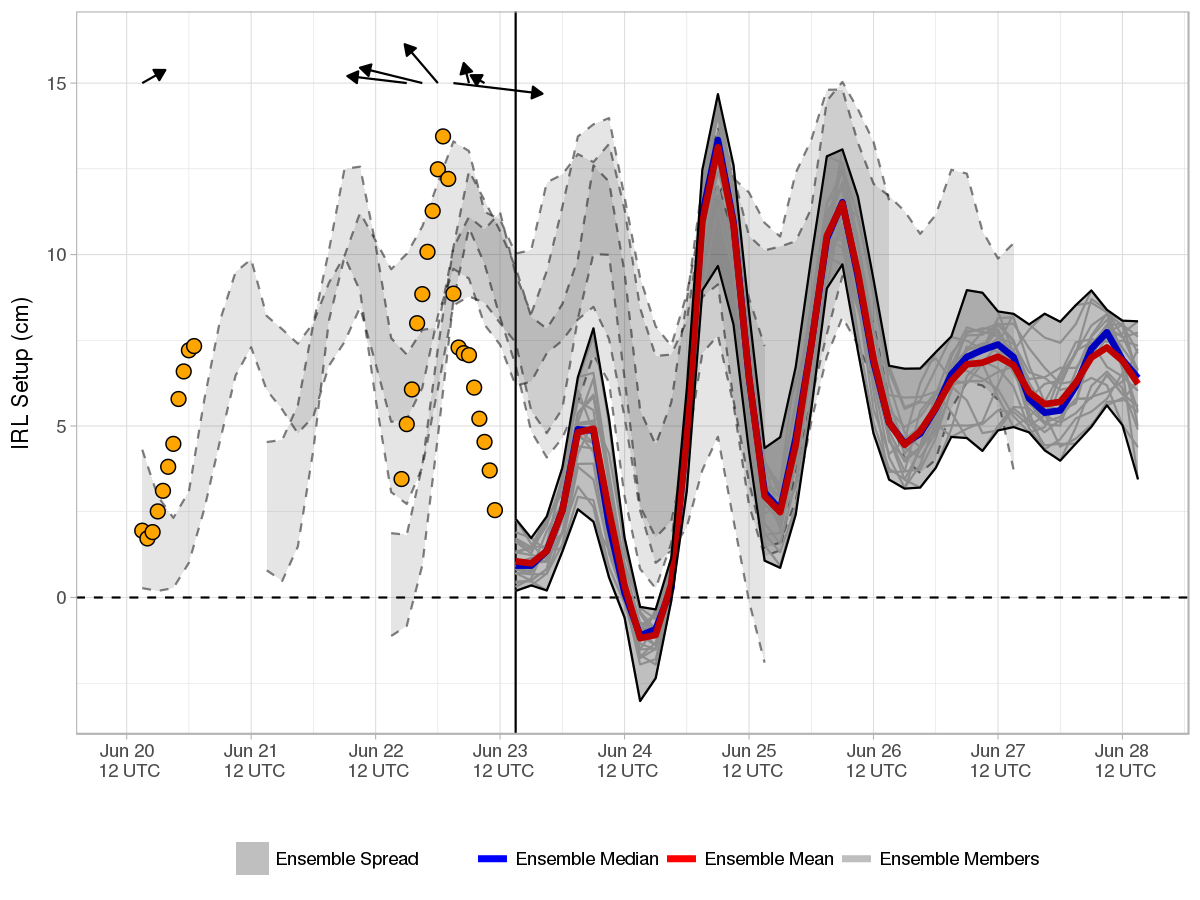 IRL Setup (cm)
15
10
5
0
Jun 20 Jun 21 Jun 22 Jun 23 Jun 24 Jun 25 Jun 26 Jun 27 Jun 28
12 UTC 12 UTC 12 UTC 12 UTC 12 UTC 12 UTC 12 UTC 12 UTC 12 UTC
Ensemble Spread Ensemble Median Ensemble Mean Ensemble Members